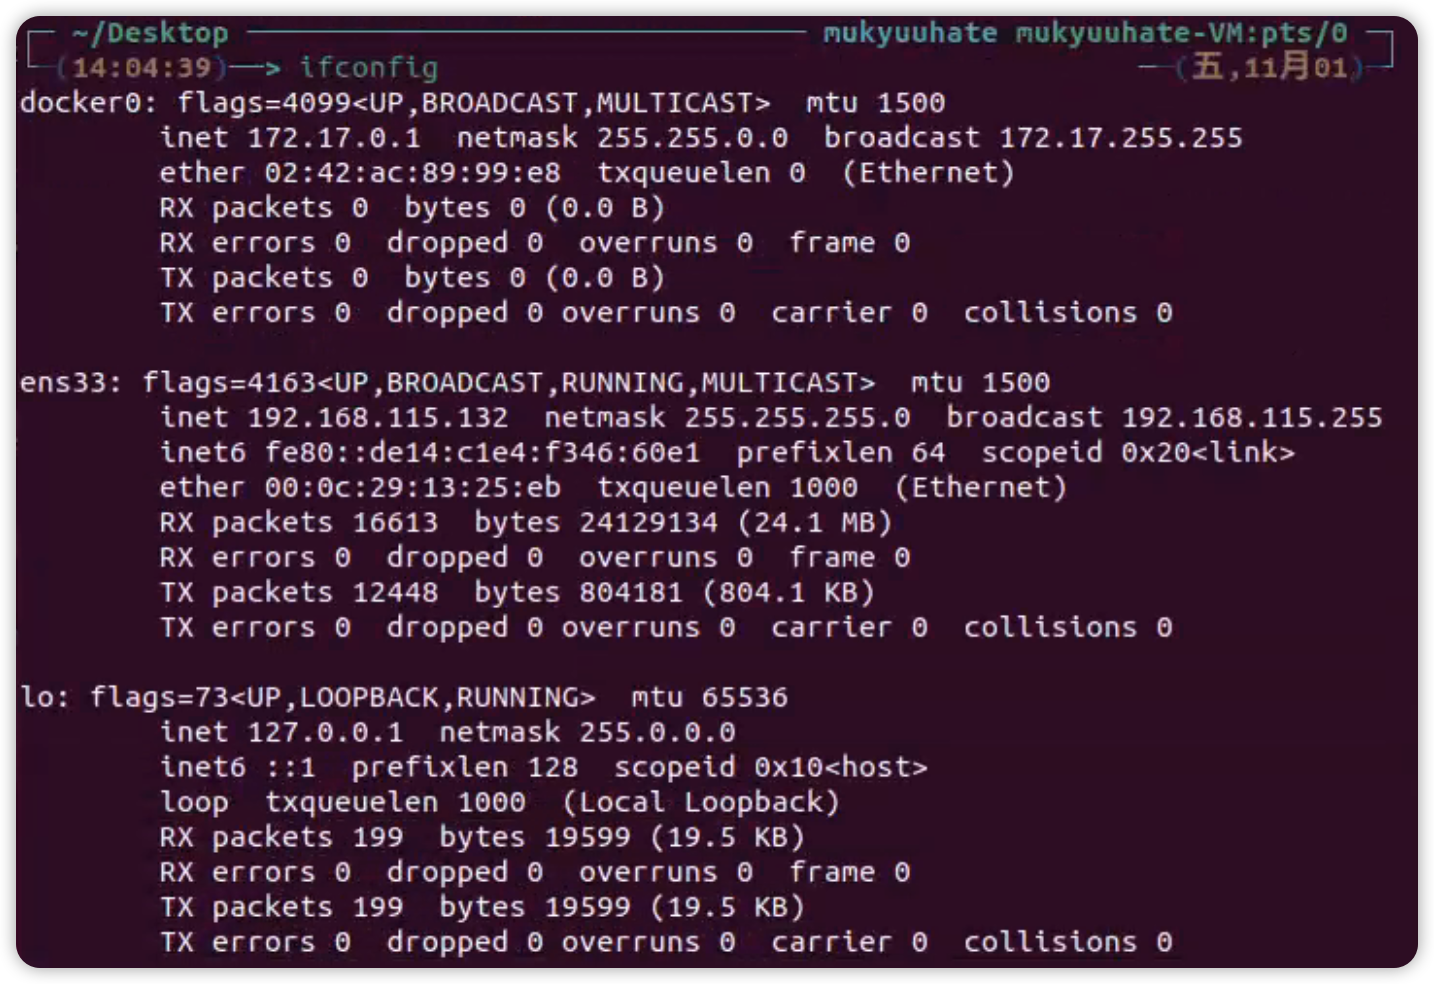 ~/Desktop mukyuuhate mukyuuhate-VM:pts/0
(14:04:39)—> ifconfig —(五,11月01)
docker0: flags=4099<UP,BROADCAST,MULTICAST>  mtu 1500
        inet 172.17.0.1  netmask 255.255.0.0  broadcast 172.17.255.255
        ether 02:42:ac:89:99:e8  txqueuelen 0  (Ethernet)
        RX packets 0  bytes 0 (0.0 B)
        RX errors 0  dropped 0  overruns 0  frame 0
        TX packets 0  bytes 0 (0.0 B)
        TX errors 0  dropped 0 overruns 0  carrier 0  collisions 0

ens33: flags=4163<UP,BROADCAST,RUNNING,MULTICAST>  mtu 1500
        inet 192.168.115.132  netmask 255.255.255.0  broadcast 192.168.115.255
        inet6 fe80::de14:c1e4:f346:60e1  prefixlen 64  scopeid 0x20<link>
        ether 00:0c:29:13:25:eb  txqueuelen 1000  (Ethernet)
        RX packets 16613  bytes 24129134 (24.1 MB)
        RX errors 0  dropped 0  overruns 0  frame 0
        TX packets 12448  bytes 804181 (804.1 KB)
        TX errors 0  dropped 0 overruns 0  carrier 0  collisions 0

lo: flags=73<UP,LOOPBACK,RUNNING>  mtu 65536
        inet 127.0.0.1  netmask 255.0.0.0
        inet6 ::1  prefixlen 128  scopeid 0x10<host>
        loop  txqueuelen 1000  (Local Loopback)
        RX packets 199  bytes 19599 (19.5 KB)
        RX errors 0  dropped 0  overruns 0  frame 0
        TX packets 199  bytes 19599 (19.5 KB)
        TX errors 0  dropped 0 overruns 0  carrier 0  collisions 0